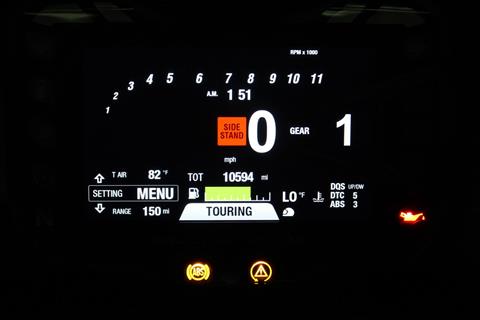 RPM x 1000
1 2 3 4 5 6 7 8 9 10 11
A.M. 1 51
SIDE STAND 0 GEAR 1
mph
T AIR 82 °F TOT 10594 mi
SETTING MENU LO °F
DQS UP/DW
DTC 5
ABS 3
RANGE 150 mi TOURING
ABS